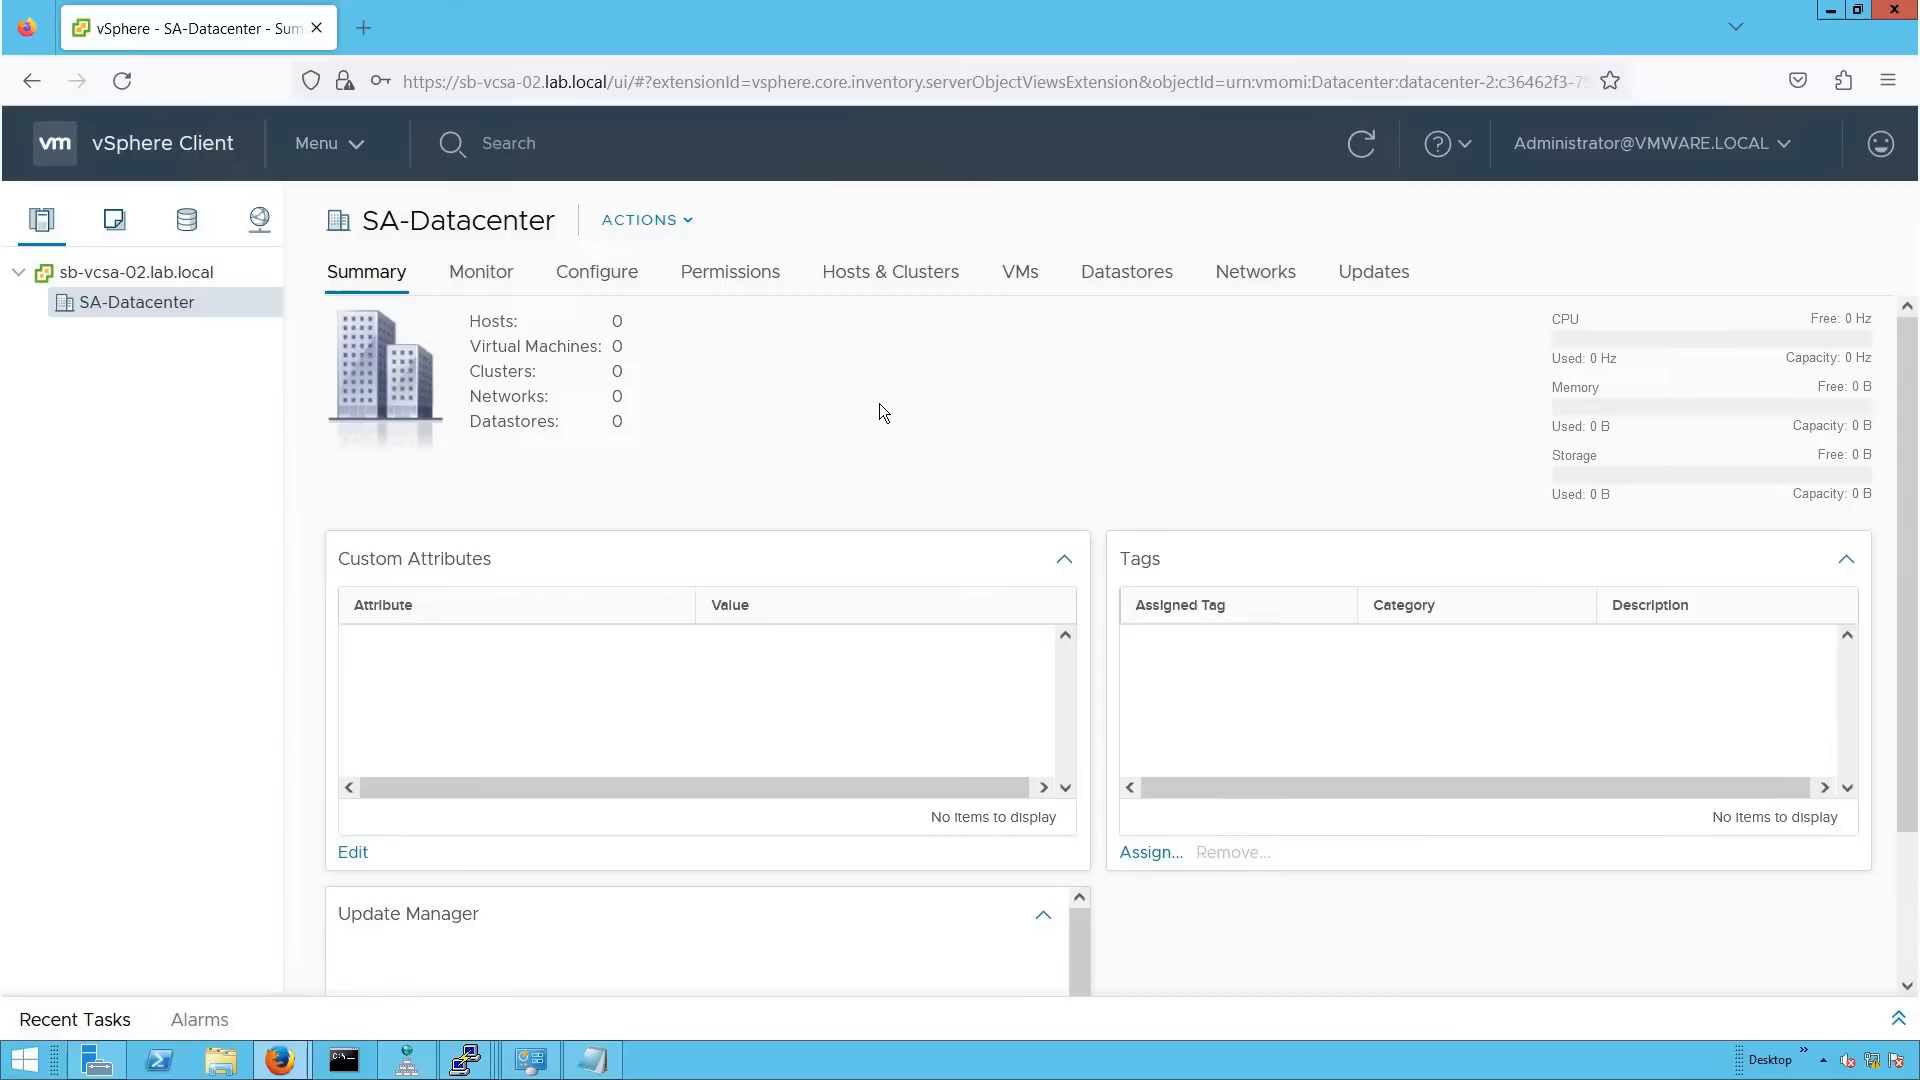 vSphere - SA-Datacenter - Sum
https://sb-vcsa-02.lab.local/ui/#?extensionId=vsphere.core.inventory.serverObjectViewsExtension&objectId=urn:vmomi:Datacenter:datacenter-2:c36462f3-75
vm vSphere Client Menu Search Administrator@VMWARE.LOCAL
sb-vcsa-02.lab.local
SA-Datacenter
SA-Datacenter ACTIONS
Summary Monitor Configure Permissions Hosts & Clusters VMs Datastores Networks Updates
Hosts: 0
Virtual Machines: 0
Clusters: 0
Networks: 0
Datastores: 0
CPU Free: 0 Hz
Used: 0 Hz Capacity: 0 Hz
Memory Free: 0 B
Used: 0 B Capacity: 0 B
Storage Free: 0 B
Used: 0 B Capacity: 0 B
Custom Attributes
Attribute Value
No items to display
Edit
Tags
Assigned Tag Category Description
No items to display
Assign... Remove...
Update Manager
Recent Tasks Alarms
Desktop